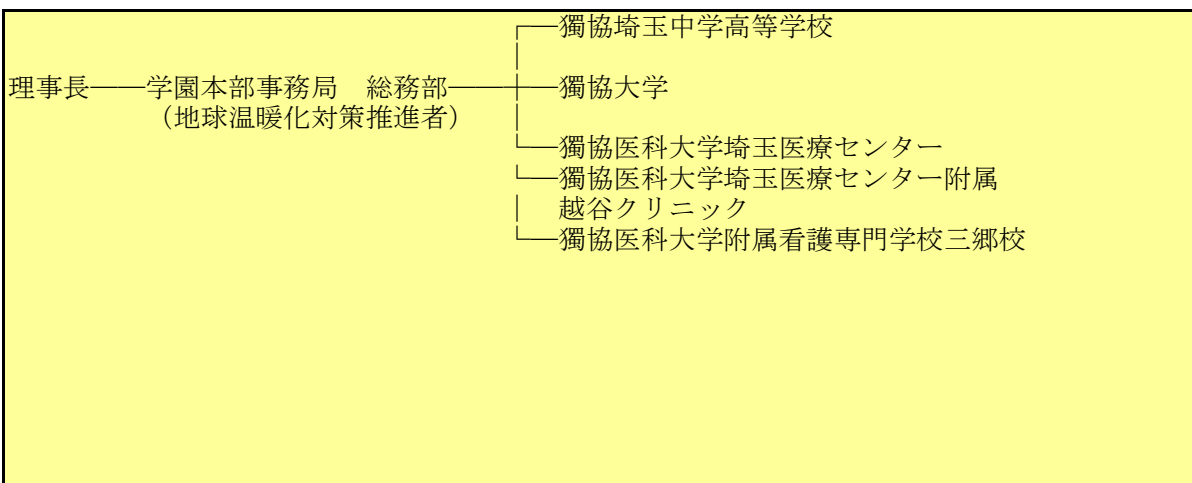 ┌─獨協埼玉中学高等学校
│
理事長──学園本部事務局　総務部──┼─獨協大学
（地球温暖化対策推進者）　│
└─獨協医科大学埼玉医療センター
└─獨協医科大学埼玉医療センター附属
│　越谷クリニック
└─獨協医科大学附属看護専門学校三郷校